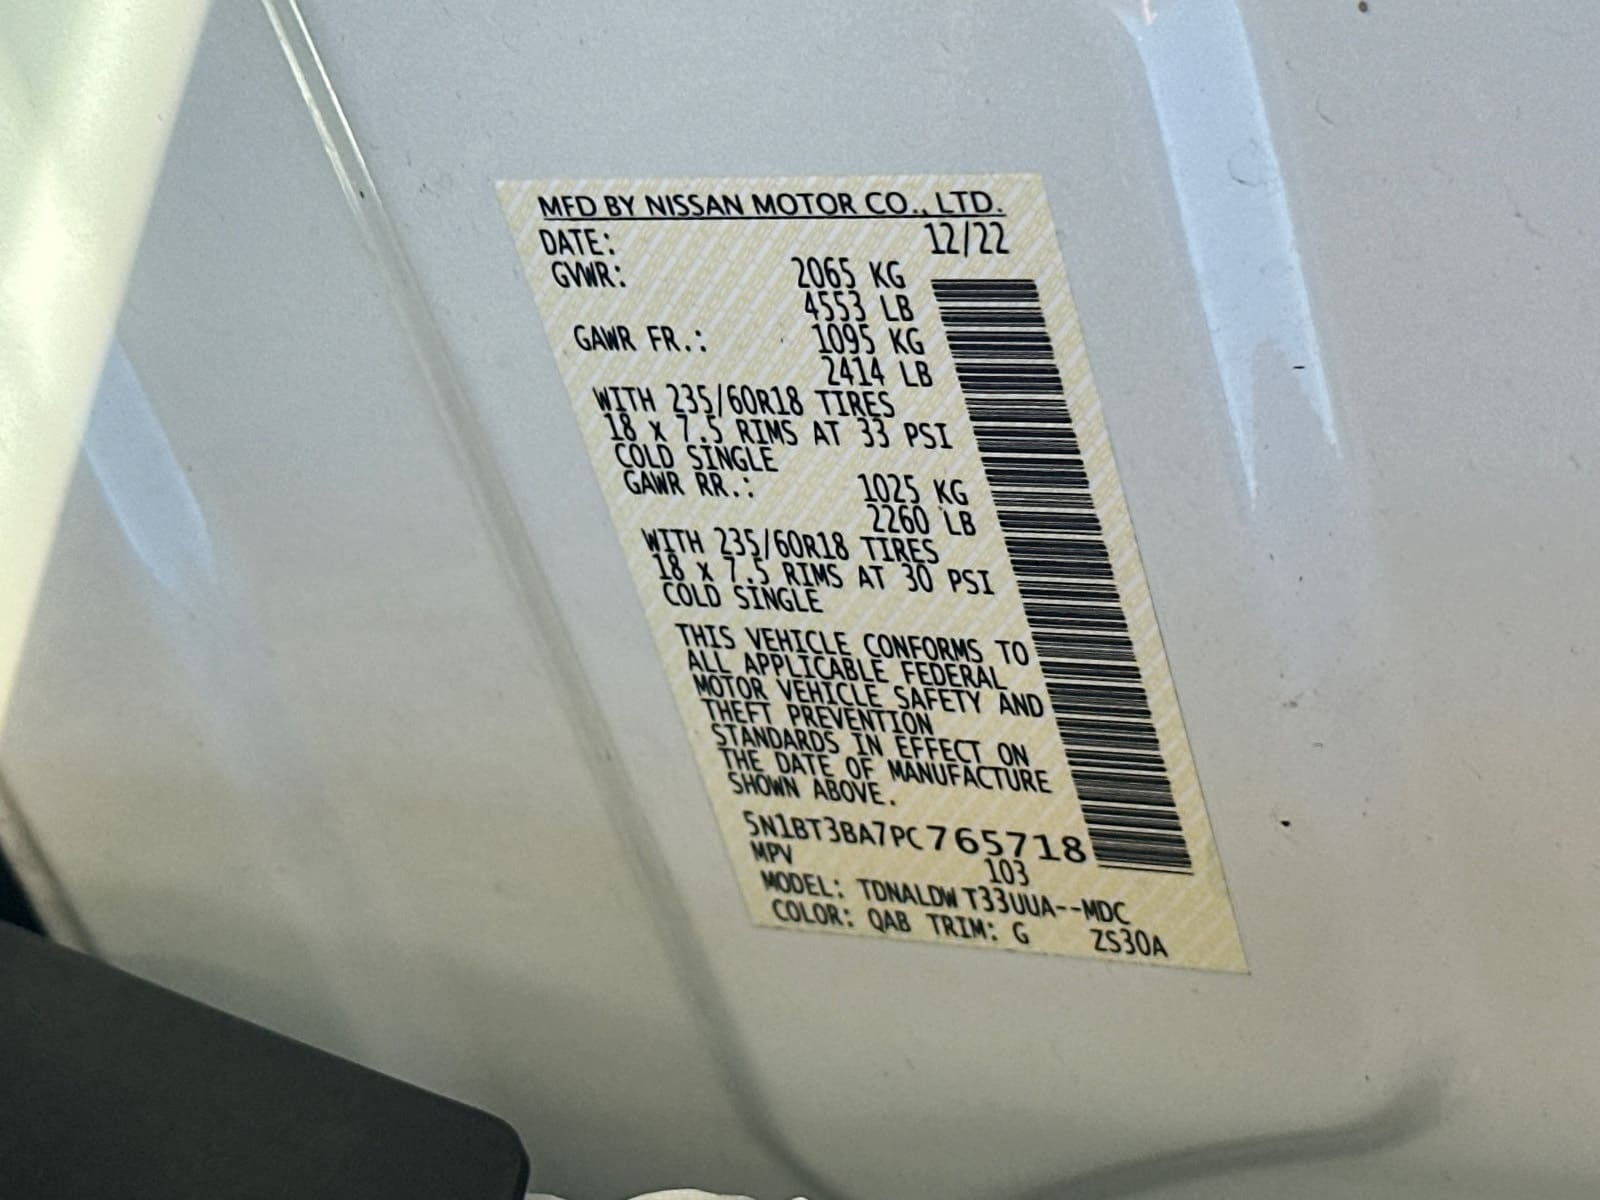 MFD BY NISSAN MOTOR CO., LTD.
DATE: 12/22
GVWR: 2065 KG
4553 LB
GAWR FR.: 1095 KG
2414 LB
WITH 235/60R18 TIRES
18 x 7.5 RIMS AT 33 PSI
COLD SINGLE
GAWR RR.: 1025 KG
2260 LB
WITH 235/60R18 TIRES
18 x 7.5 RIMS AT 30 PSI
COLD SINGLE
THIS VEHICLE CONFORMS TO
ALL APPLICABLE FEDERAL
MOTOR VEHICLE SAFETY AND
THEFT PREVENTION
STANDARDS IN EFFECT ON
THE DATE OF MANUFACTURE
SHOWN ABOVE.
5N1BT3BA7PC765718
MPV 103
MODEL: TDNALDW T33UUA--MDC
COLOR: QAB TRIM: G ZS30A